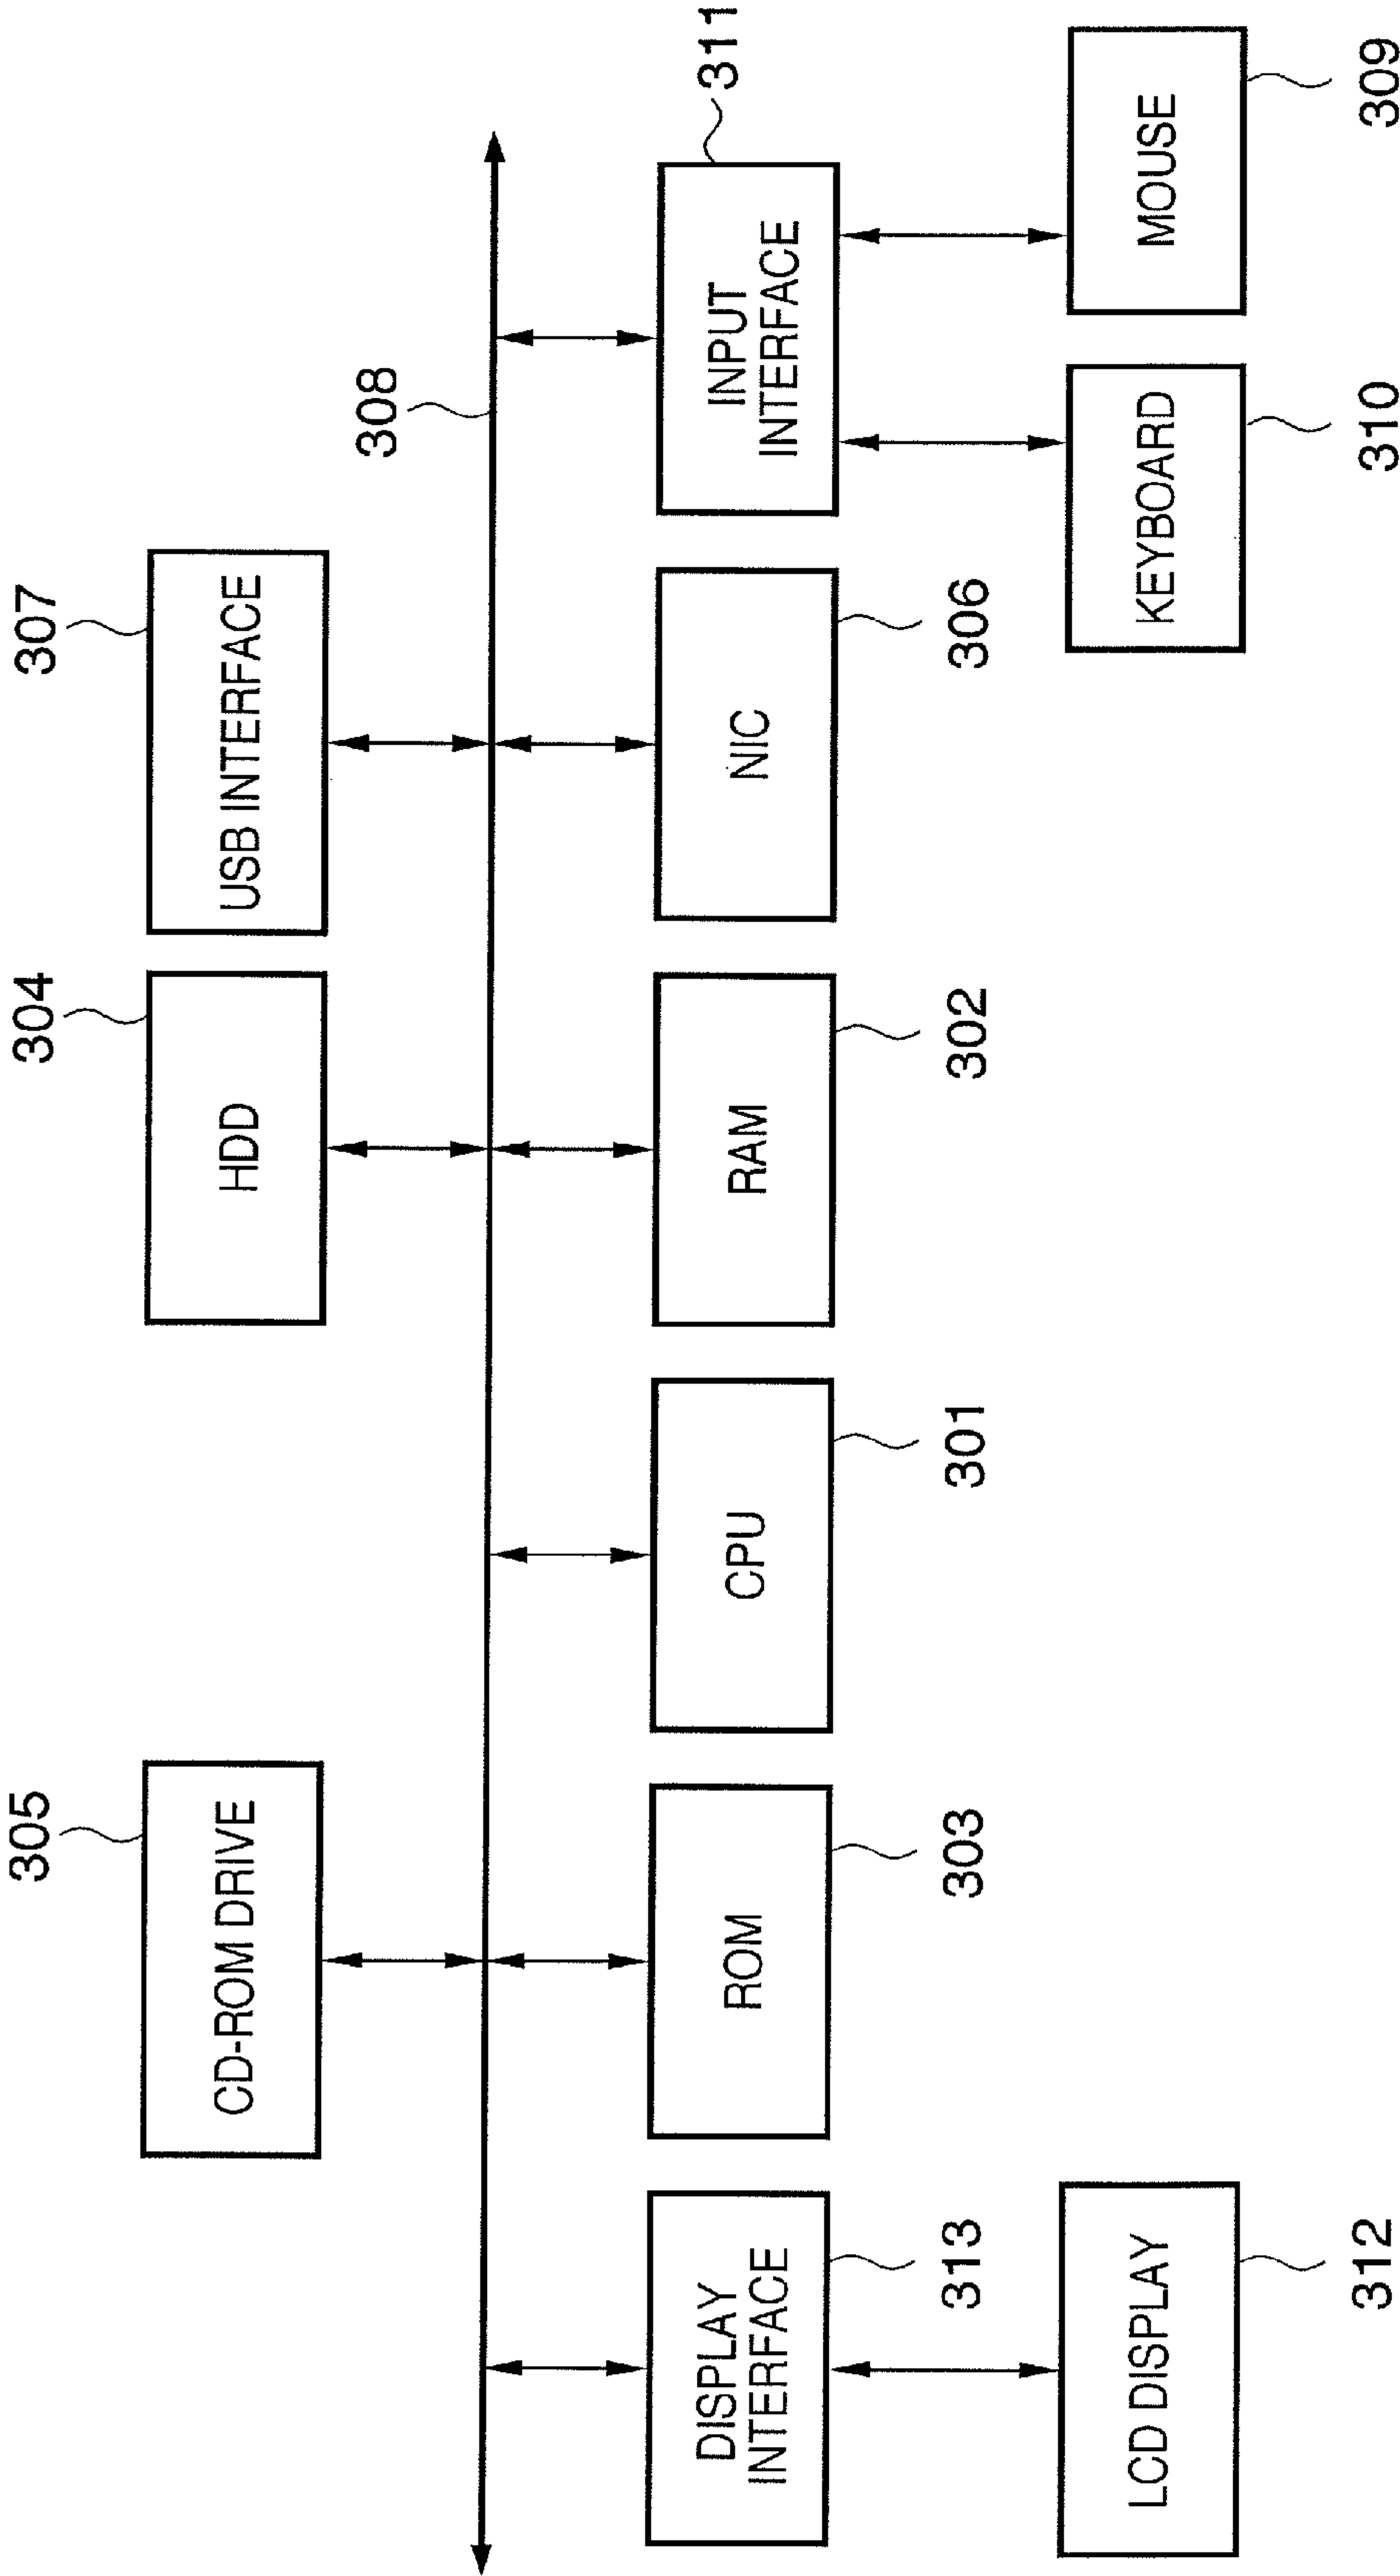 305
304
307
CD-ROM DRIVE
HDD
USB INTERFACE
308
311
DISPLAY
INTERFACE
ROM
CPU
RAM
NIC
INPUT
INTERFACE
313
303
301
302
306
LCD DISPLAY
KEYBOARD
MOUSE
312
310
309